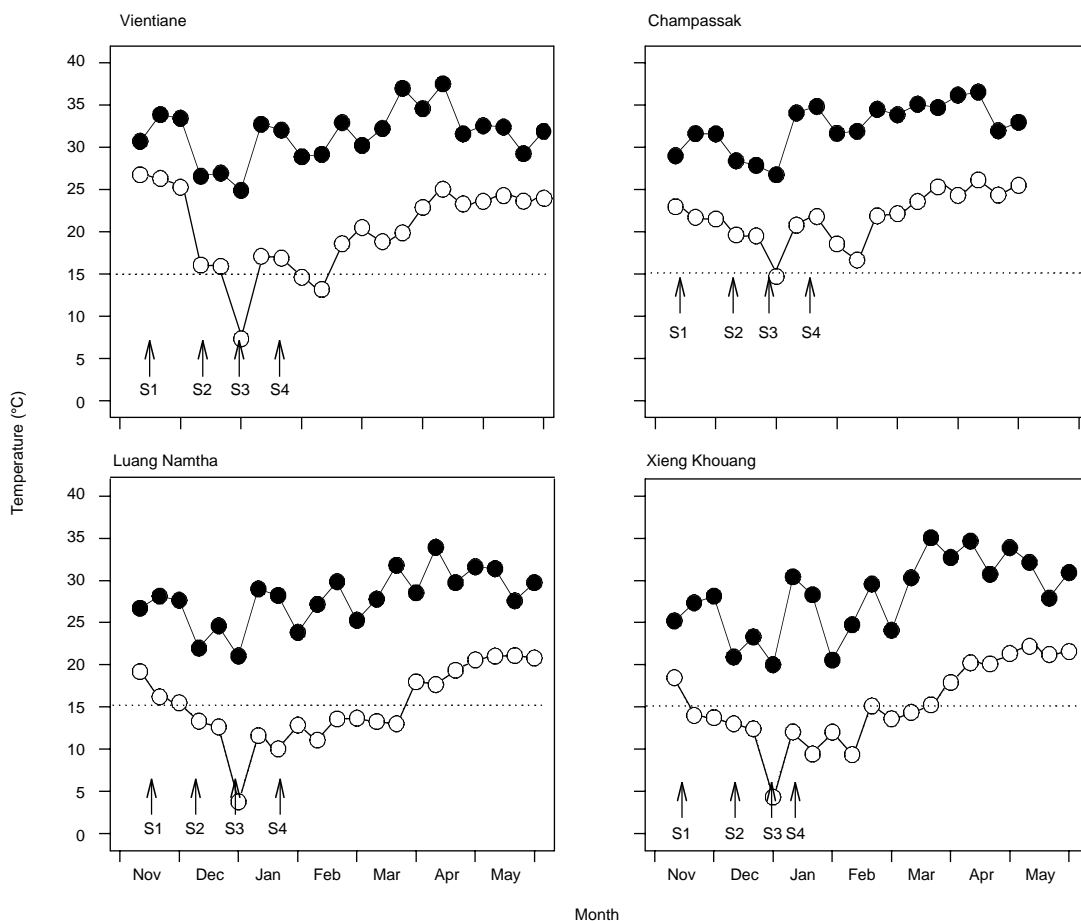 Vientiane
Champassak
40
35
30
25
20
15
10
5
0
S1 S2 S3 S4
S1 S2 S3 S4
Temperature (°C)
Luang Namtha
Xieng Khouang
40
35
30
25
20
15
10
5
0
S1 S2 S3 S4
S1 S2 S3 S4
Nov Dec Jan Feb Mar Apr May
Nov Dec Jan Feb Mar Apr May
Month